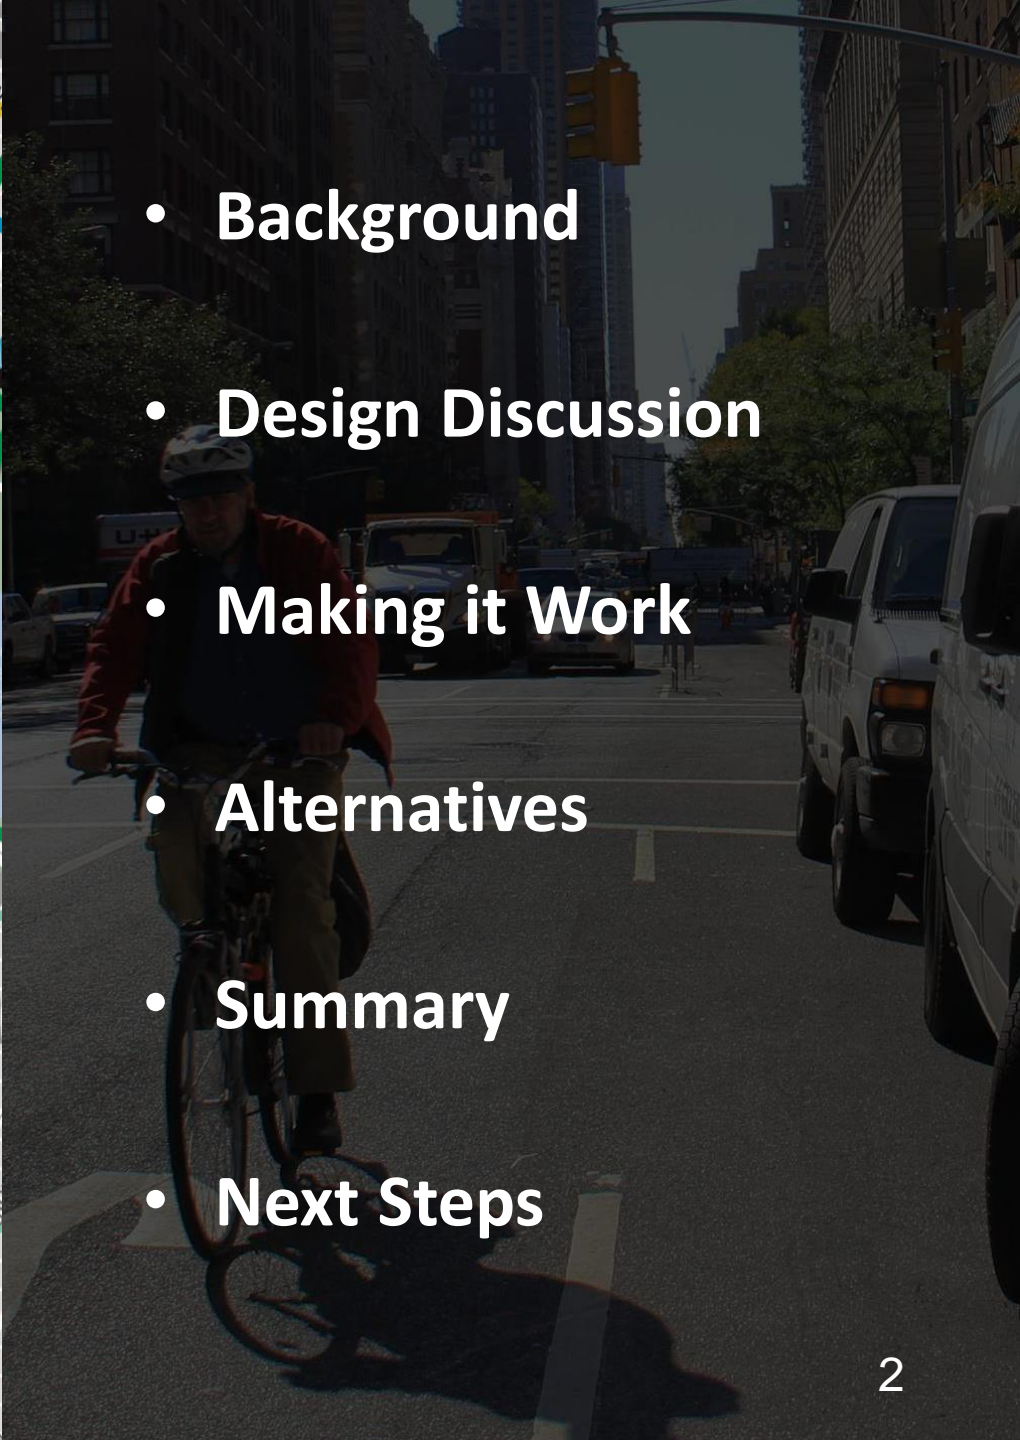 • Background
• Design Discussion
• Making it Work
• Alternatives
• Summary
• Next Steps
2